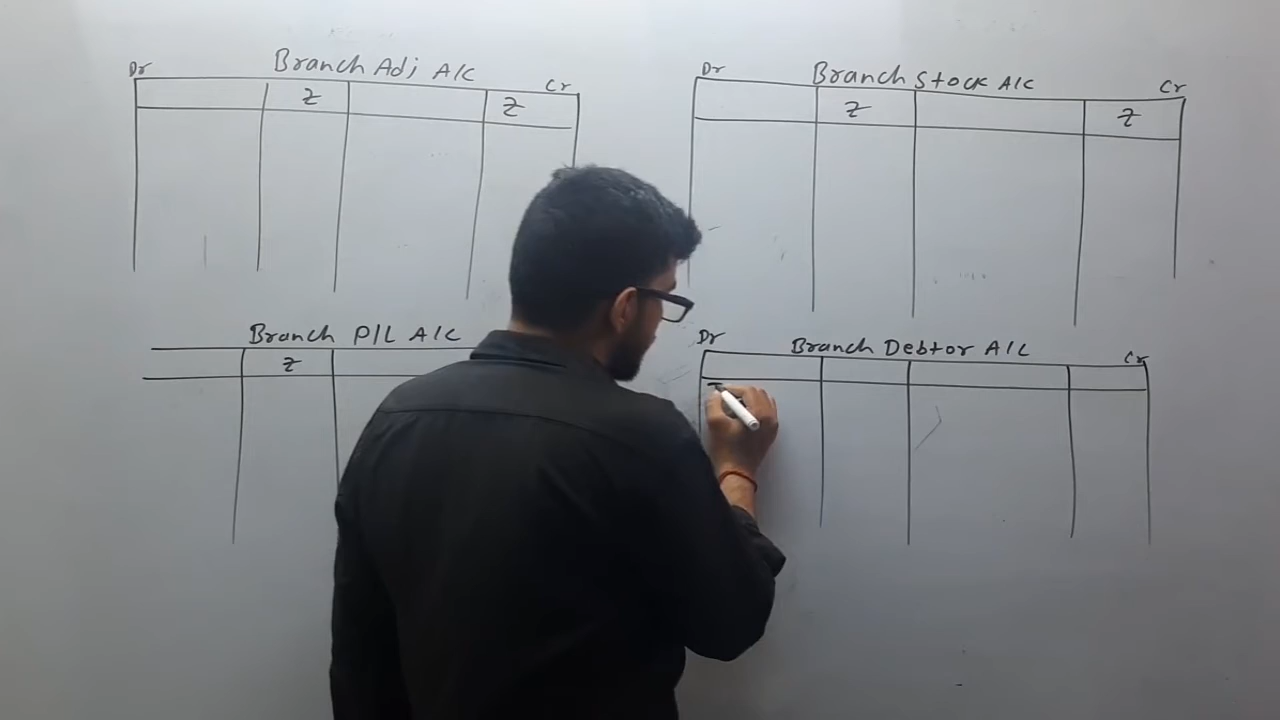 Dr Branch Adj A/C Cr
z z
Dr Branch Stock A/C Cr
z z
Branch P/L A/C
z
Dr Branch Debtor A/C Cr